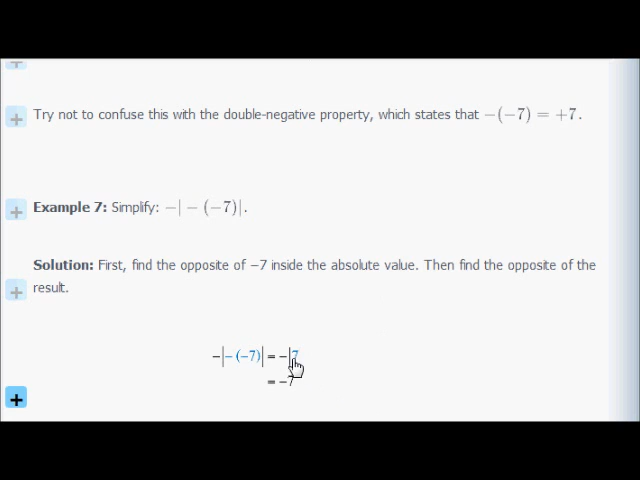 Try not to confuse this with the double-negative property, which states that −(−7) = +7.
Example 7: Simplify: −| − (−7)|.
Solution: First, find the opposite of −7 inside the absolute value. Then find the opposite of the
result.
−|−(−7)| = −|7
= −7